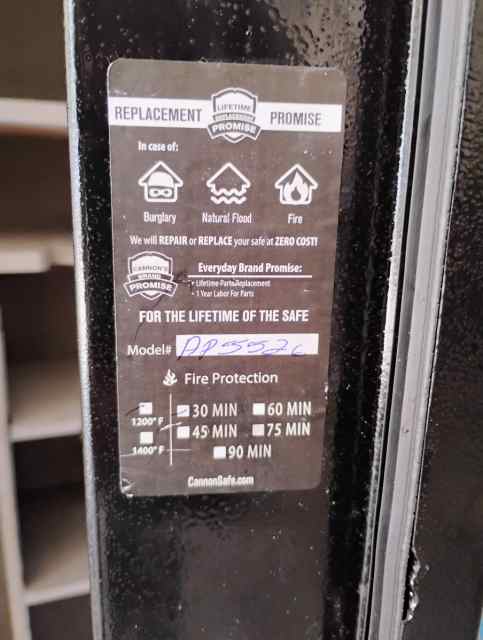 REPLACEMENT
LIFETIME
REPLACEMENT
PROMISE
PROMISE
In case of:
Burglary Natural Flood Fire
We will REPAIR or REPLACE your safe at ZERO COST!
CANNON'S
BRAND
PROMISE
Everyday Brand Promise:
• Lifetime Parts Replacement
• 1 Year Labor For Parts
FOR THE LIFETIME OF THE SAFE
Model#
Fire Protection
1200° F 30 MIN 60 MIN
1400° F 45 MIN 75 MIN
90 MIN
CannonSafe.com